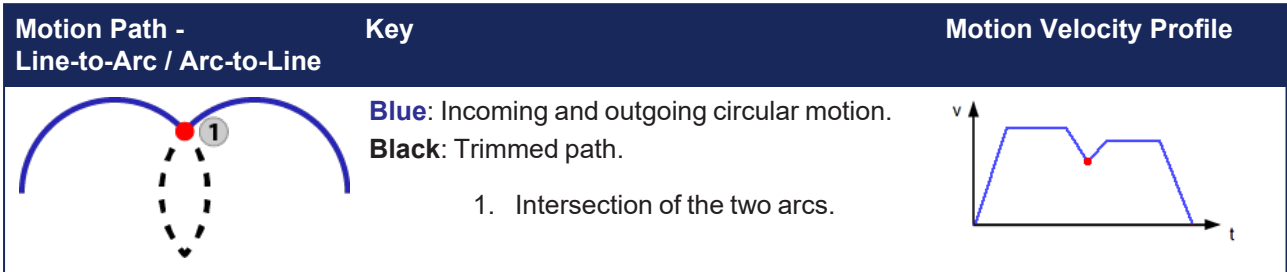 Motion Path -
Line-to-Arc / Arc-to-Line
Key
Motion Velocity Profile
1
Blue: Incoming and outgoing circular motion.
Black: Trimmed path.
1. Intersection of the two arcs.
v
t